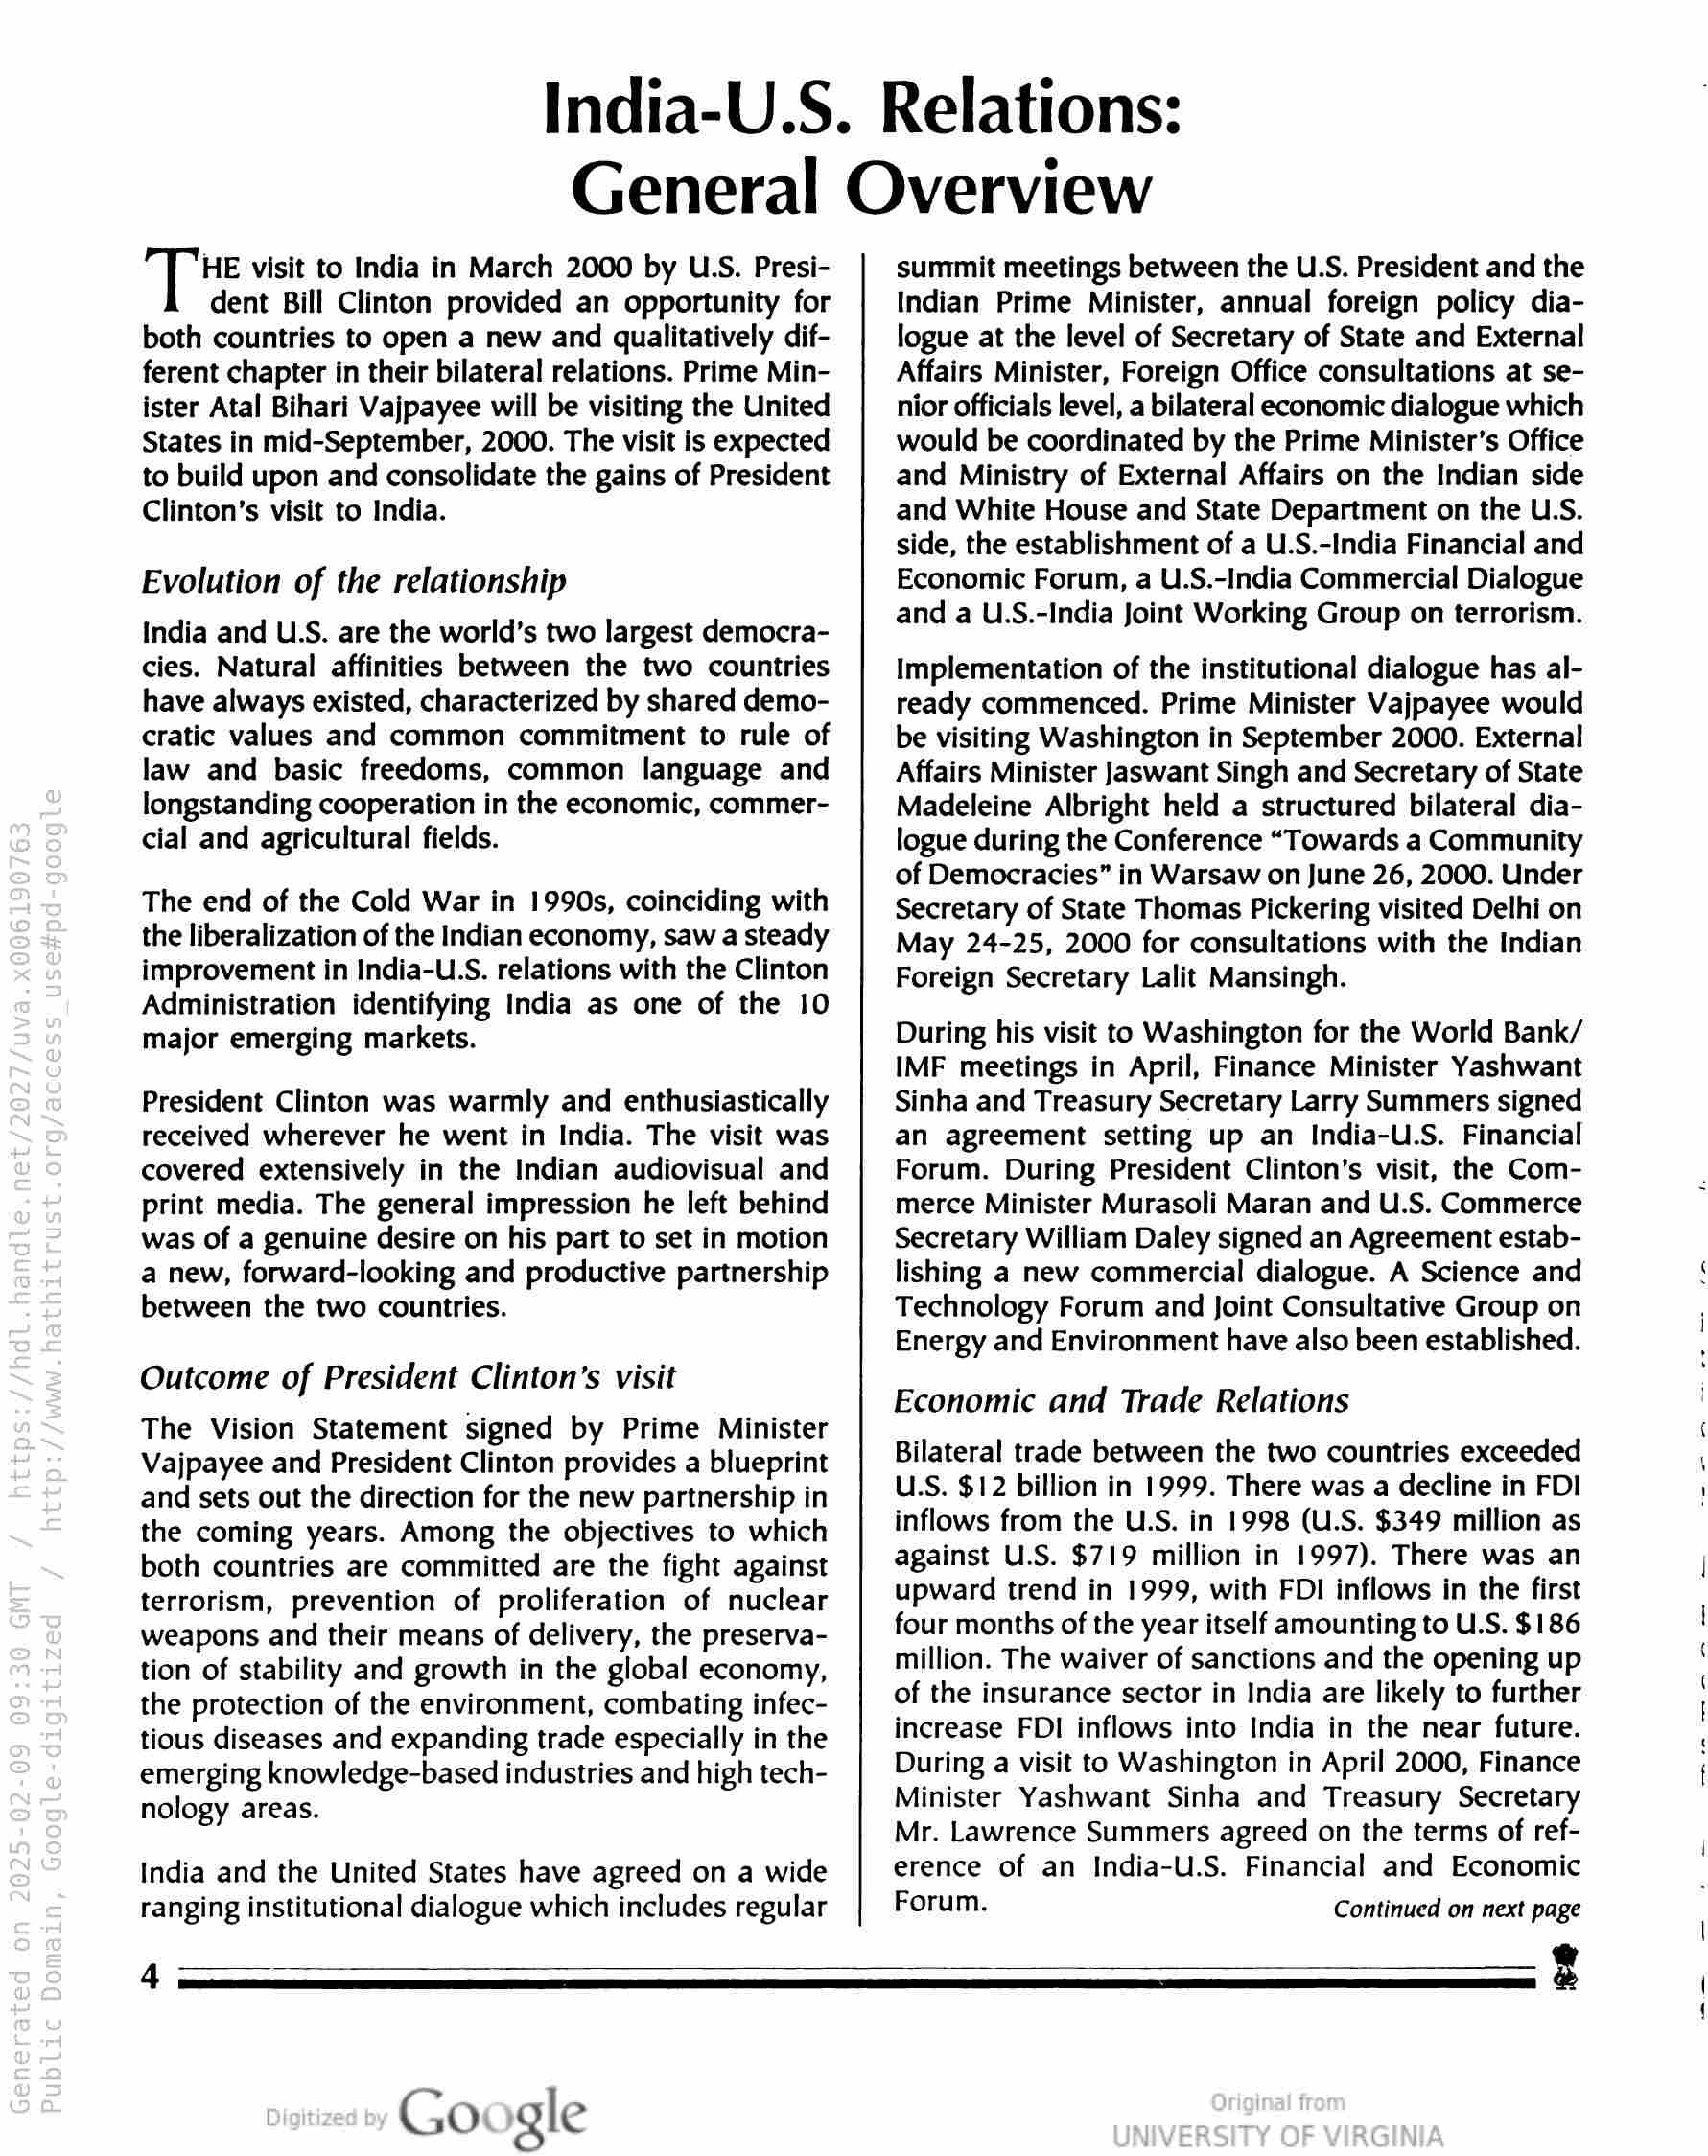 India-U.S. Relations:
General Overview
THE visit to India in March 2000 by U.S. Presi-
dent Bill Clinton provided an opportunity for
both countries to open a new and qualitatively dif-
ferent chapter in their bilateral relations. Prime Min-
ister Atal Bihari Vajpayee will be visiting the United
States in mid-September, 2000. The visit is expected
to build upon and consolidate the gains of President
Clinton's visit to India.
Evolution of the relationship
India and U.S. are the world's two largest democra-
cies. Natural affinities between the two countries
have always existed, characterized by shared demo-
cratic values and common commitment to rule of
law and basic freedoms, common language and
longstanding cooperation in the economic, commer-
cial and agricultural fields.
The end of the Cold War in 1990s, coinciding with
the liberalization of the Indian economy, saw a steady
improvement in India-U.S. relations with the Clinton
Administration identifying India as one of the 10
major emerging markets.
President Clinton was warmly and enthusiastically
received wherever he went in India. The visit was
covered extensively in the Indian audiovisual and
print media. The general impression he left behind
was of a genuine desire on his part to set in motion
a new, forward-looking and productive partnership
between the two countries.
Outcome of President Clinton's visit
The Vision Statement signed by Prime Minister
Vajpayee and President Clinton provides a blueprint
and sets out the direction for the new partnership in
the coming years. Among the objectives to which
both countries are committed are the fight against
terrorism, prevention of proliferation of nuclear
weapons and their means of delivery, the preserva-
tion of stability and growth in the global economy,
the protection of the environment, combating infec-
tious diseases and expanding trade especially in the
emerging knowledge-based industries and high tech-
nology areas.
India and the United States have agreed on a wide
ranging institutional dialogue which includes regular
summit meetings between the U.S. President and the
Indian Prime Minister, annual foreign policy dia-
logue at the level of Secretary of State and External
Affairs Minister, Foreign Office consultations at se-
nior officials level, a bilateral economic dialogue which
would be coordinated by the Prime Minister's Office
and Ministry of External Affairs on the Indian side
and White House and State Department on the U.S.
side, the establishment of a U.S.-India Financial and
Economic Forum, a U.S.-India Commercial Dialogue
and a U.S.-India Joint Working Group on terrorism.
Implementation of the institutional dialogue has al-
ready commenced. Prime Minister Vajpayee would
be visiting Washington in September 2000. External
Affairs Minister Jaswant Singh and Secretary of State
Madeleine Albright held a structured bilateral dia-
logue during the Conference "Towards a Community
of Democracies" in Warsaw on June 26, 2000. Under
Secretary of State Thomas Pickering visited Delhi on
May 24-25, 2000 for consultations with the Indian
Foreign Secretary Lalit Mansingh.
During his visit to Washington for the World Bank/
IMF meetings in April, Finance Minister Yashwant
Sinha and Treasury Secretary Larry Summers signed
an agreement setting up an India-U.S. Financial
Forum. During President Clinton's visit, the Com-
merce Minister Murasoli Maran and U.S. Commerce
Secretary William Daley signed an Agreement estab-
lishing a new commercial dialogue. A Science and
Technology Forum and Joint Consultative Group on
Energy and Environment have also been established.
Economic and Trade Relations
Bilateral trade between the two countries exceeded
U.S. $12 billion in 1999. There was a decline in FDI
inflows from the U.S. in 1998 (U.S. $349 million as
against U.S. $719 million in 1997). There was an
upward trend in 1999, with FDI inflows in the first
four months of the year itself amounting to U.S. $186
million. The waiver of sanctions and the opening up
of the insurance sector in India are likely to further
increase FDI inflows into India in the near future.
During a visit to Washington in April 2000, Finance
Minister Yashwant Sinha and Treasury Secretary
Mr. Lawrence Summers agreed on the terms of ref-
erence of an India-U.S. Financial and Economic
Forum.
Continued on next page
4
Generated on 2025-02-09 09:30 GMT / https://hdl.handle.net/2027/uva.x006190763
Public Domain, Google-digitized / http://www.hathitrust.org/access_use#pd-google
Digitized by Google
Original from
UNIVERSITY OF VIRGINIA